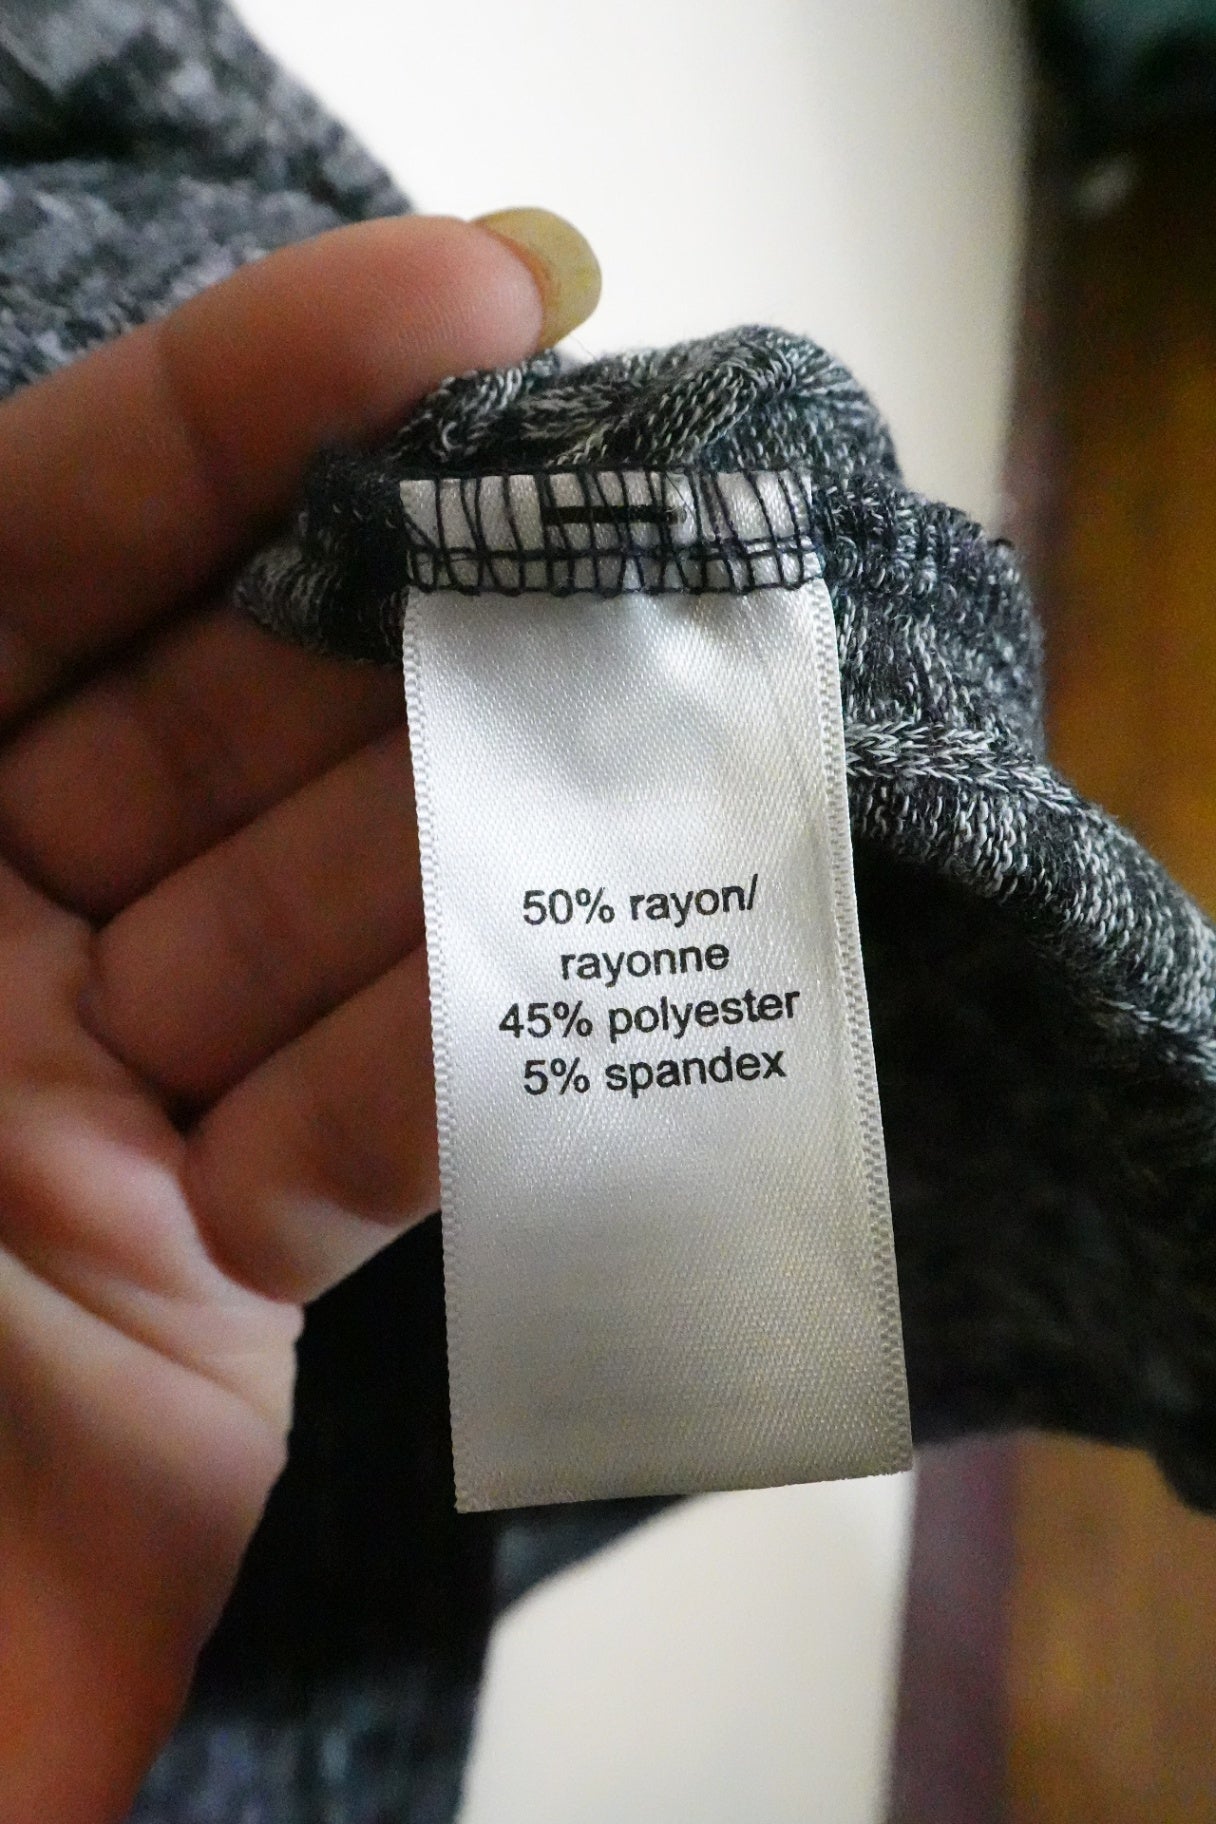 50% rayon/
rayonne
45% polyester
5% spandex